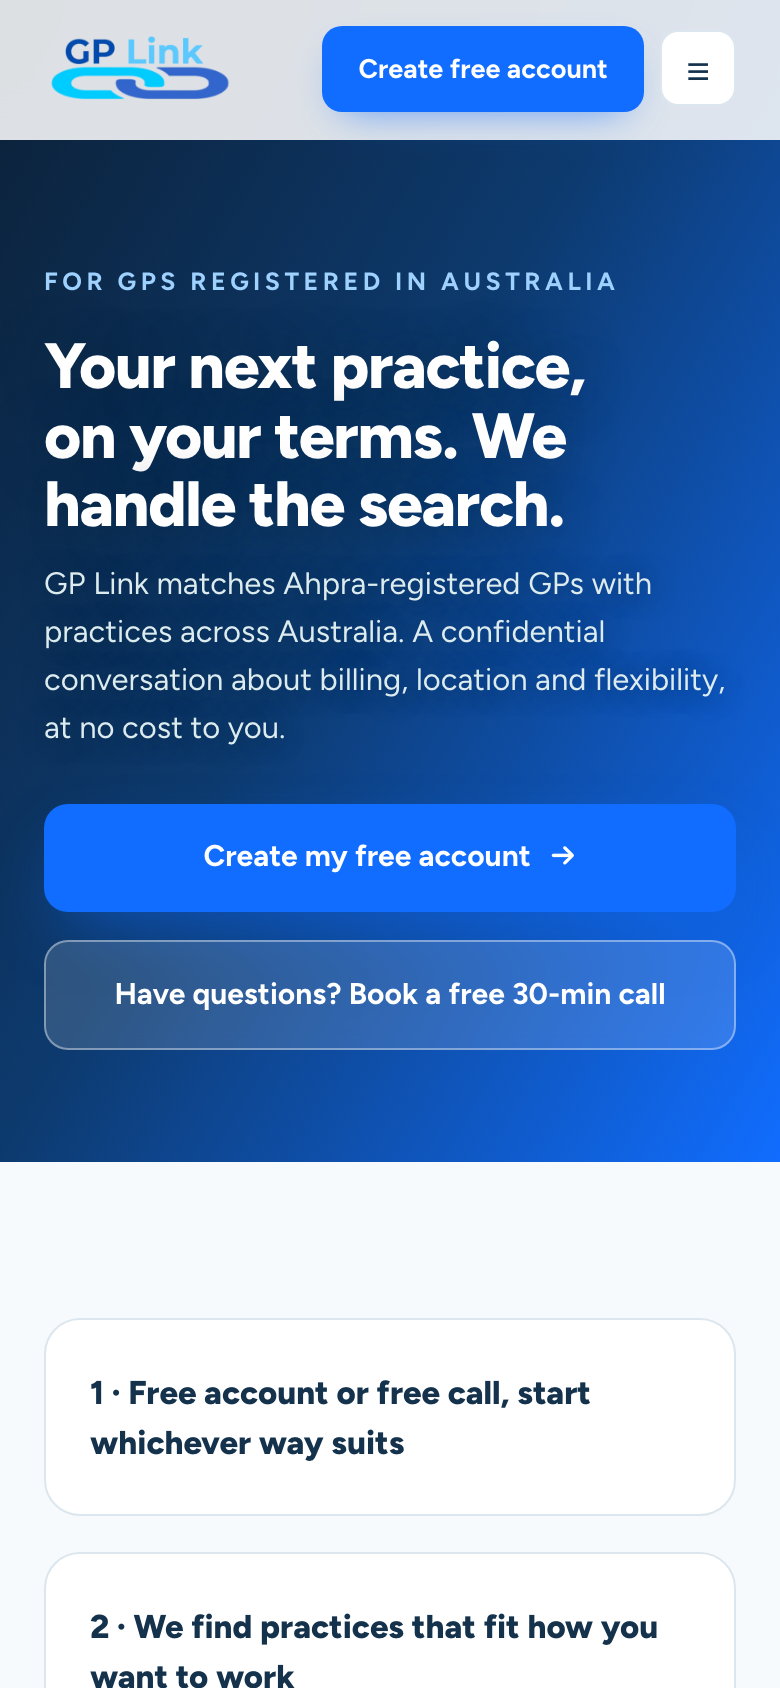 GP Link
Create free account
FOR GPS REGISTERED IN AUSTRALIA
Your next practice,
on your terms. We
handle the search.
GP Link matches Ahpra-registered GPs with
practices across Australia. A confidential
conversation about billing, location and flexibility,
at no cost to you.
Create my free account →
Have questions? Book a free 30-min call
1 · Free account or free call, start
whichever way suits
2 · We find practices that fit how you
want to work